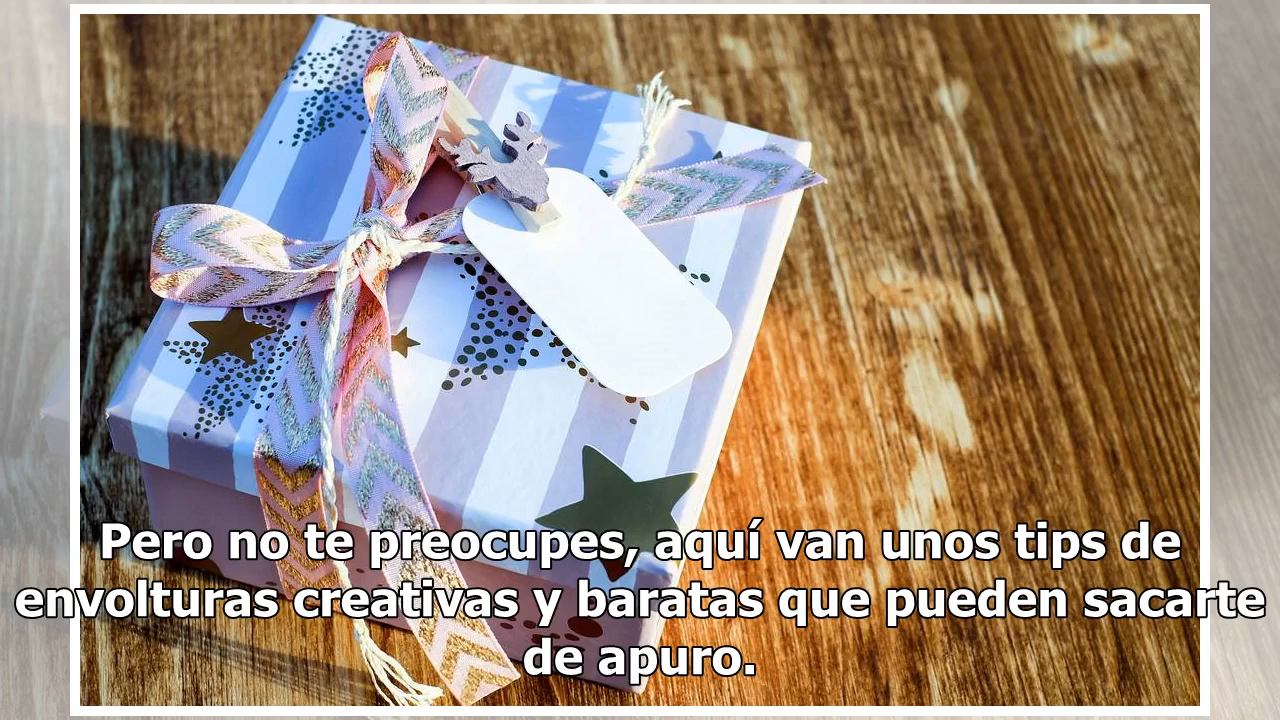 Pero no te preocupes, aquí van unos tips de
envolturas creativas y baratas que pueden sacarte
de apuro.